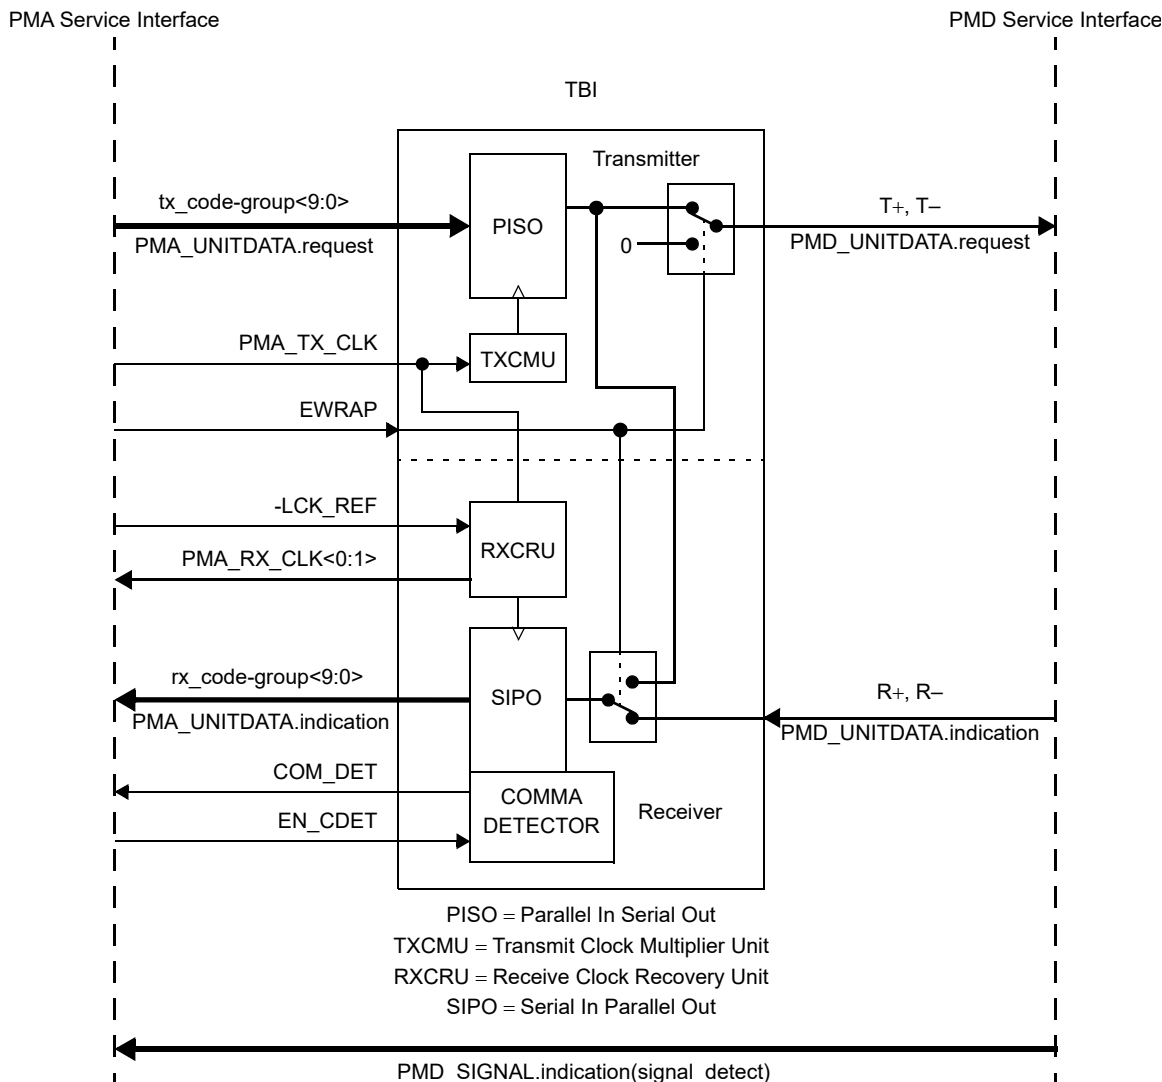 PMA Service Interface
PMD Service Interface
TBI
Transmitter
tx_code-group<9:0>
PMA_UNITDATA.request
PISO
0
T+, T–
PMD_UNITDATA.request
PMA_TX_CLK
TXCMU
EWRAP
-LCK_REF
RXCRU
PMA_RX_CLK<0:1>
rx_code-group<9:0>
PMA_UNITDATA.indication
SIPO
R+, R–
PMD_UNITDATA.indication
COM_DET
EN_CDET
COMMA
DETECTOR
Receiver
PISO = Parallel In Serial Out
TXCMU = Transmit Clock Multiplier Unit
RXCRU = Receive Clock Recovery Unit
SIPO = Serial In Parallel Out
PMD_SIGNAL.indication(signal_detect)